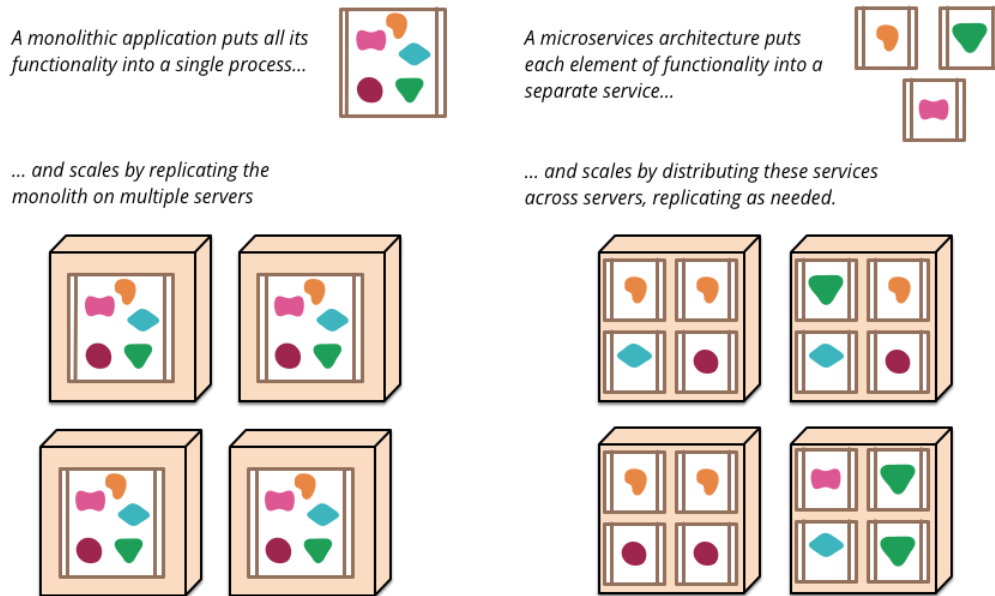 A monolithic application puts all its
functionality into a single process...
... and scales by replicating the
monolith on multiple servers
A microservices architecture puts
each element of functionality into a
separate service...
... and scales by distributing these services
across servers, replicating as needed.